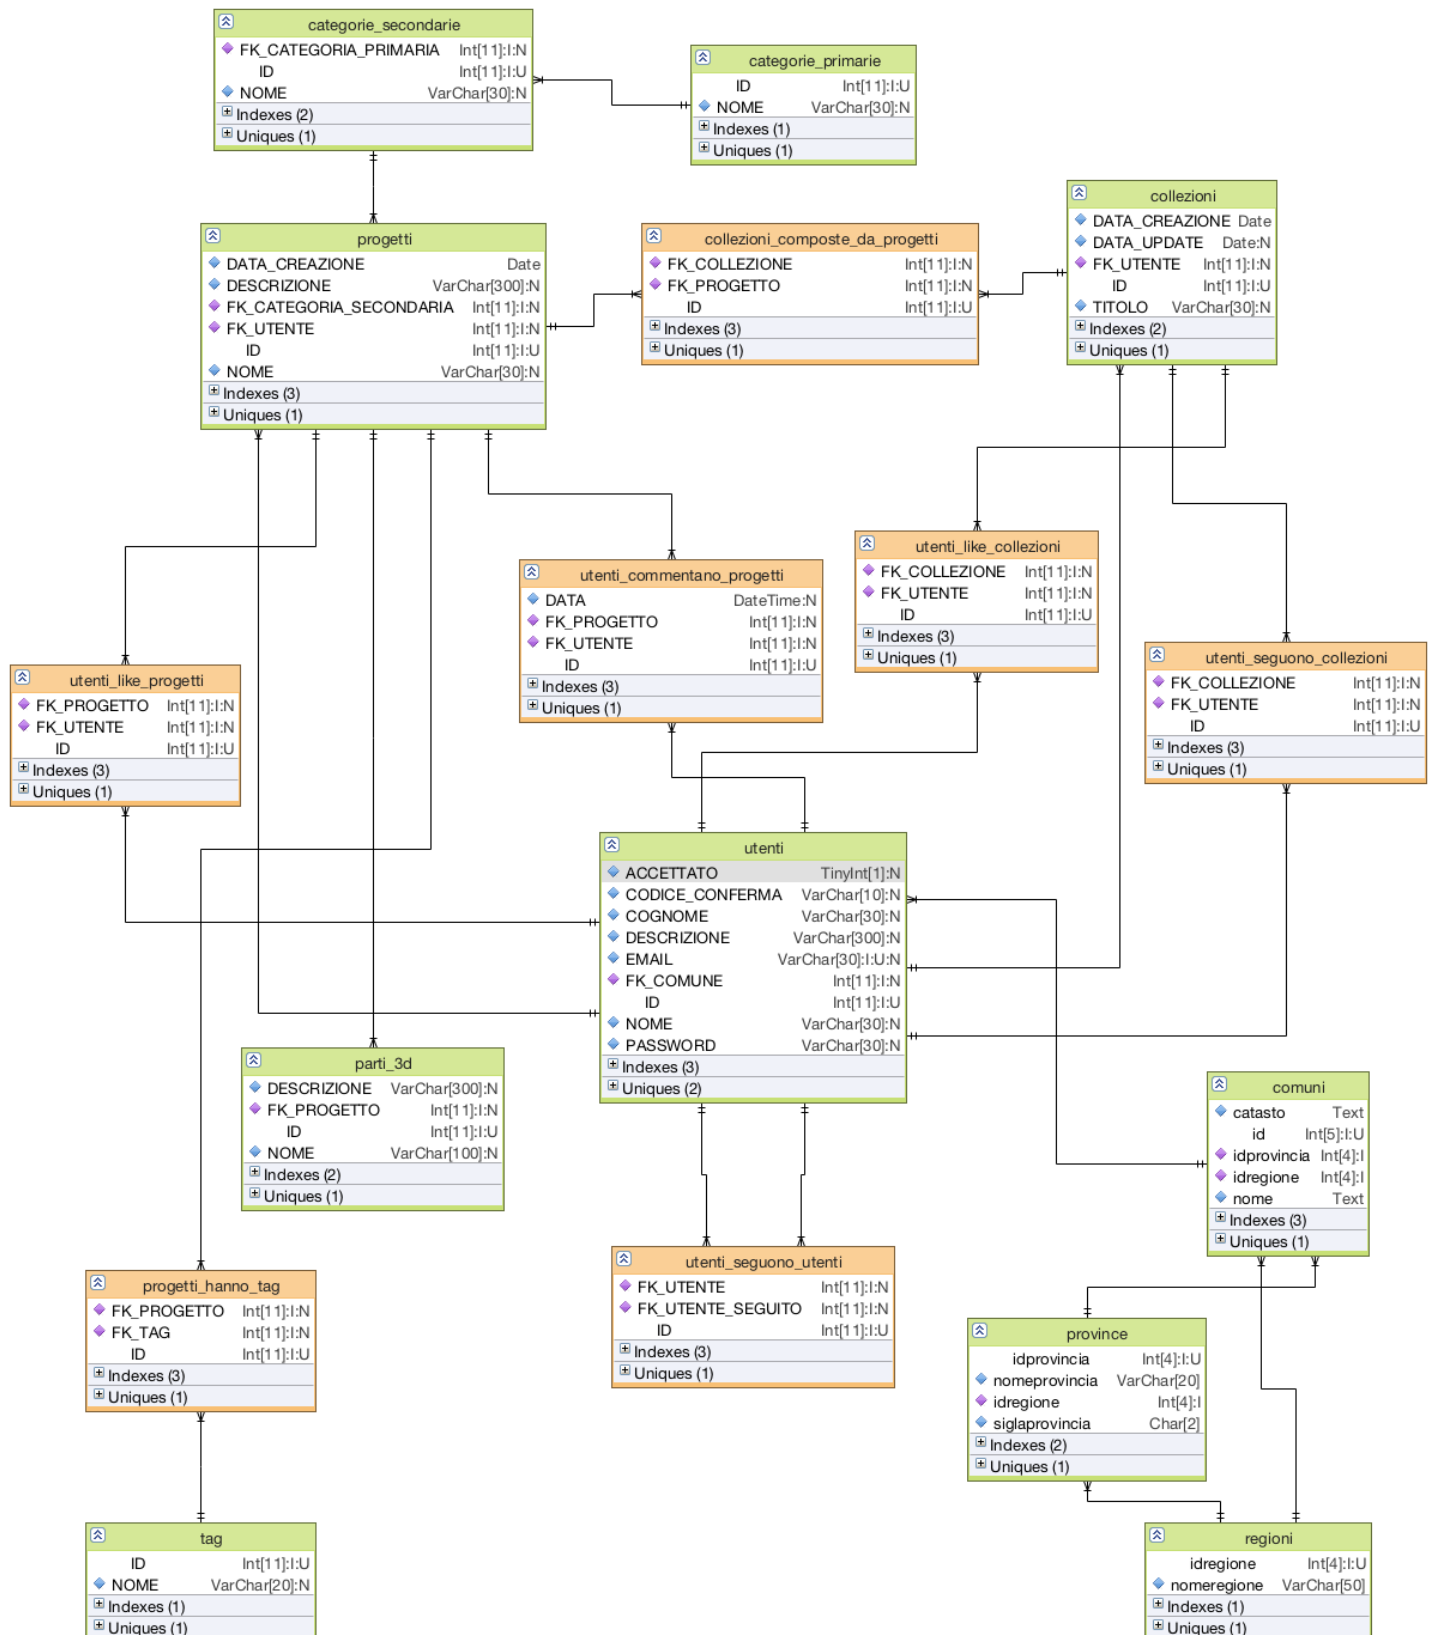 categorie_secondarie
FK_CATEGORIA_PRIMARIA Int[11]:I:N
ID Int[11]:I:U
NOME VarChar[30]:N
Indexes (2)
Uniques (1)
categorie_primarie
ID Int[11]:I:U
NOME VarChar[30]:N
Indexes (1)
Uniques (1)
collezioni
DATA_CREAZIONE Date
DATA_UPDATE Date:N
FK_UTENTE Int[11]:I:N
ID Int[11]:I:U
TITOLO VarChar[30]:N
Indexes (2)
Uniques (1)
progetti
DATA_CREAZIONE Date
DESCRIZIONE VarChar[300]:N
FK_CATEGORIA_SECONDARIA Int[11]:I:N
FK_UTENTE Int[11]:I:N
ID Int[11]:I:U
NOME VarChar[30]:N
Indexes (3)
Uniques (1)
collezioni_composte_da_progetti
FK_COLLEZIONE Int[11]:I:N
FK_PROGETTO Int[11]:I:N
ID Int[11]:I:U
Indexes (3)
Uniques (1)
utenti_like_collezioni
FK_COLLEZIONE Int[11]:I:N
FK_UTENTE Int[11]:I:N
ID Int[11]:I:U
Indexes (3)
Uniques (1)
utenti_commentano_progetti
DATA DateTime:N
FK_PROGETTO Int[11]:I:N
FK_UTENTE Int[11]:I:N
ID Int[11]:I:U
Indexes (3)
Uniques (1)
utenti_seguono_collezioni
FK_COLLEZIONE Int[11]:I:N
FK_UTENTE Int[11]:I:N
ID Int[11]:I:U
Indexes (3)
Uniques (1)
utenti_like_progetti
FK_PROGETTO Int[11]:I:N
FK_UTENTE Int[11]:I:N
ID Int[11]:I:U
Indexes (3)
Uniques (1)
utenti
ACCETTATO TinyInt[1]:N
CODICE_CONFERMA VarChar[10]:N
COGNOME VarChar[30]:N
DESCRIZIONE VarChar[300]:N
EMAIL VarChar[30]:I:U:N
FK_COMUNE Int[11]:I:N
ID Int[11]:I:U
NOME VarChar[30]:N
PASSWORD VarChar[30]:N
Indexes (3)
Uniques (2)
parti_3d
DESCRIZIONE VarChar[300]:N
FK_PROGETTO Int[11]:I:N
ID Int[11]:I:U
NOME VarChar[100]:N
Indexes (2)
Uniques (1)
comuni
catasto Text
id Int[5]:I:U
idprovincia Int[4]:I
idregione Int[4]:I
nome Text
Indexes (3)
Uniques (1)
utenti_seguono_utenti
FK_UTENTE Int[11]:I:N
FK_UTENTE_SEGUITO Int[11]:I:N
ID Int[11]:I:U
Indexes (3)
Uniques (1)
progetti_hanno_tag
FK_PROGETTO Int[11]:I:N
FK_TAG Int[11]:I:N
ID Int[11]:I:U
Indexes (3)
Uniques (1)
province
idprovincia Int[4]:I:U
nomeprovincia VarChar[20]
idregione Int[4]:I
siglaprovincia Char[2]
Indexes (2)
Uniques (1)
tag
ID Int[11]:I:U
NOME VarChar[20]:N
Indexes (1)
Uniques (1)
regioni
idregione Int[4]:I:U
nomeregione VarChar[50]
Indexes (1)
Uniques (1)